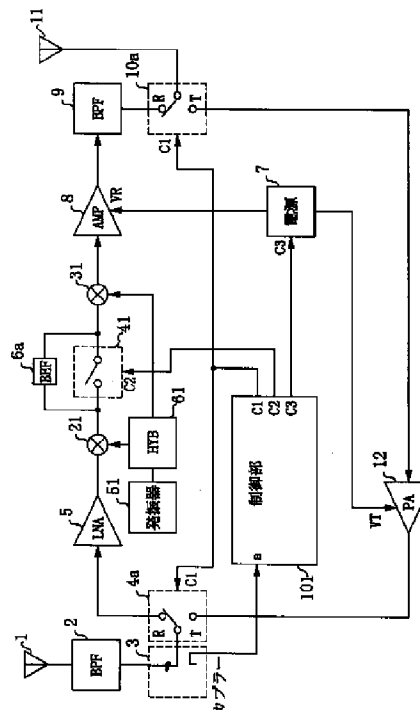 1
BPF
2
3
カプラー
4a
R
T
C1
LNA
5
21
発振器
51
HYB
61
BEF
6a
41
C2
31
AMP
8
VR
BPF
9
10a
R
T
C1
11
電源
7
C3
制御部
a
C1
C2
C3
101
PA
12
VT